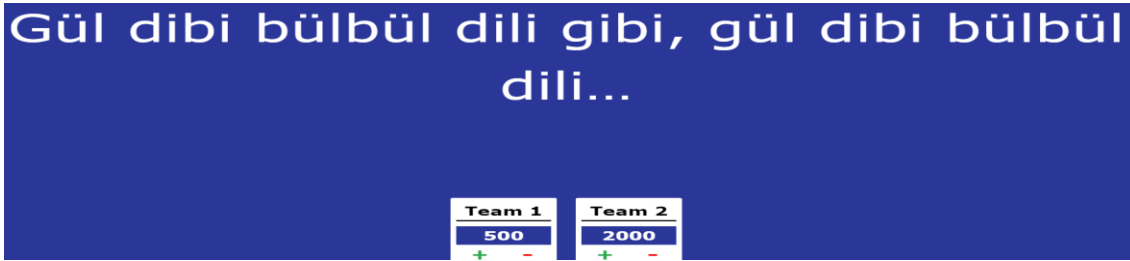 Gül dibi bülbül dili gibi, gül dibi bülbül
dili...
Team 1 Team 2
500 2000
+ - + -